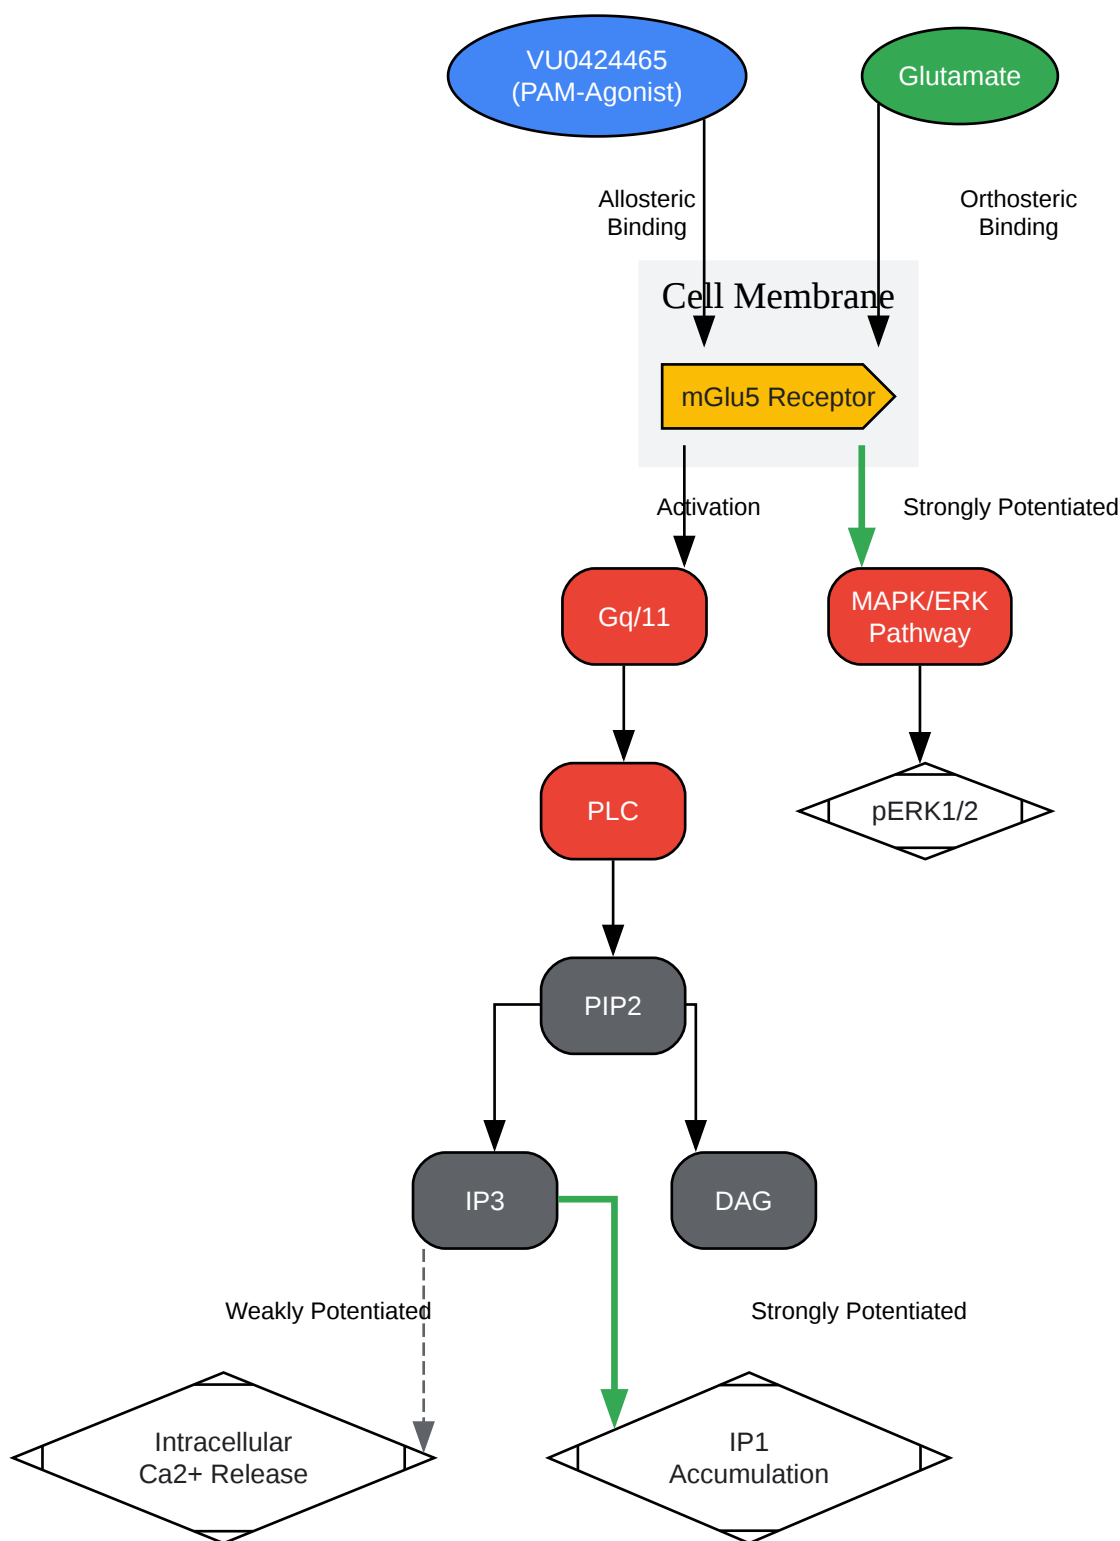 VU0424465
(PAM-Agonist)
Glutamate
Allosteric
Binding
Orthosteric
Binding
Cell Membrane
mGlu5 Receptor
Activation
Strongly Potentiated
Gq/11
MAPK/ERK
Pathway
PLC
pERK1/2
PIP2
IP3
DAG
Weakly Potentiated
Strongly Potentiated
Intracellular
Ca2+ Release
IP1
Accumulation